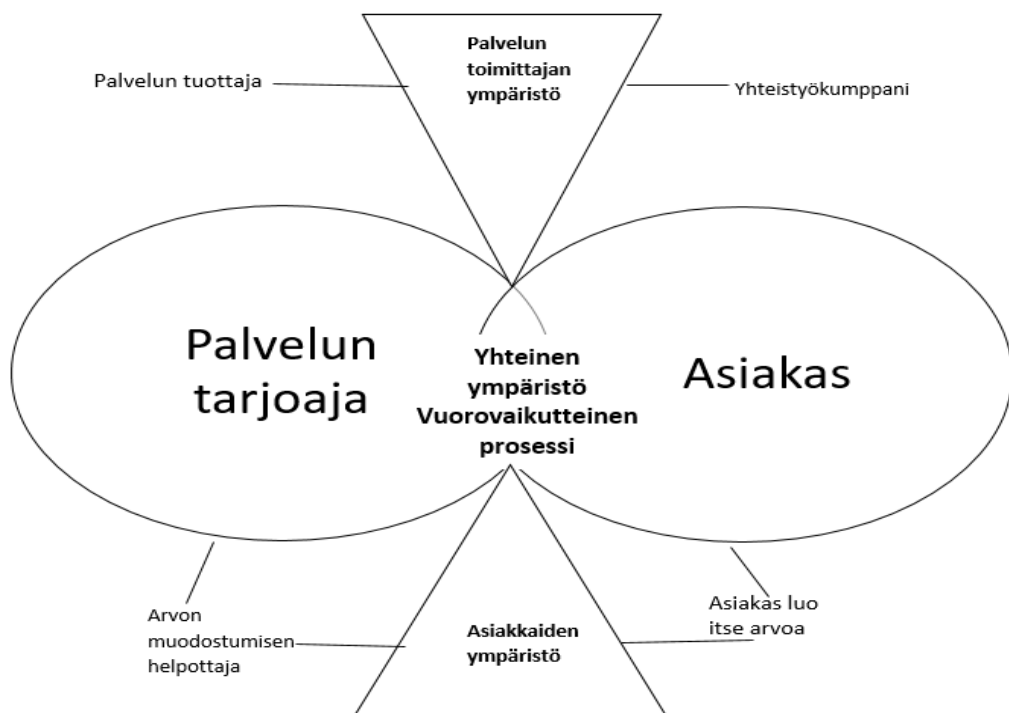 Palvelun
toimittajan
ympäristö
Palvelun tuottaja
Yhteistyökumppani
Palvelun
tarjoaja
Yhteinen
ympäristö
Vuorovaikutteinen
prosessi
Asiakas
Arvon
muodostumisen
helpottaja
Asiakkaiden
ympäristö
Asiakas luo
itse arvoa